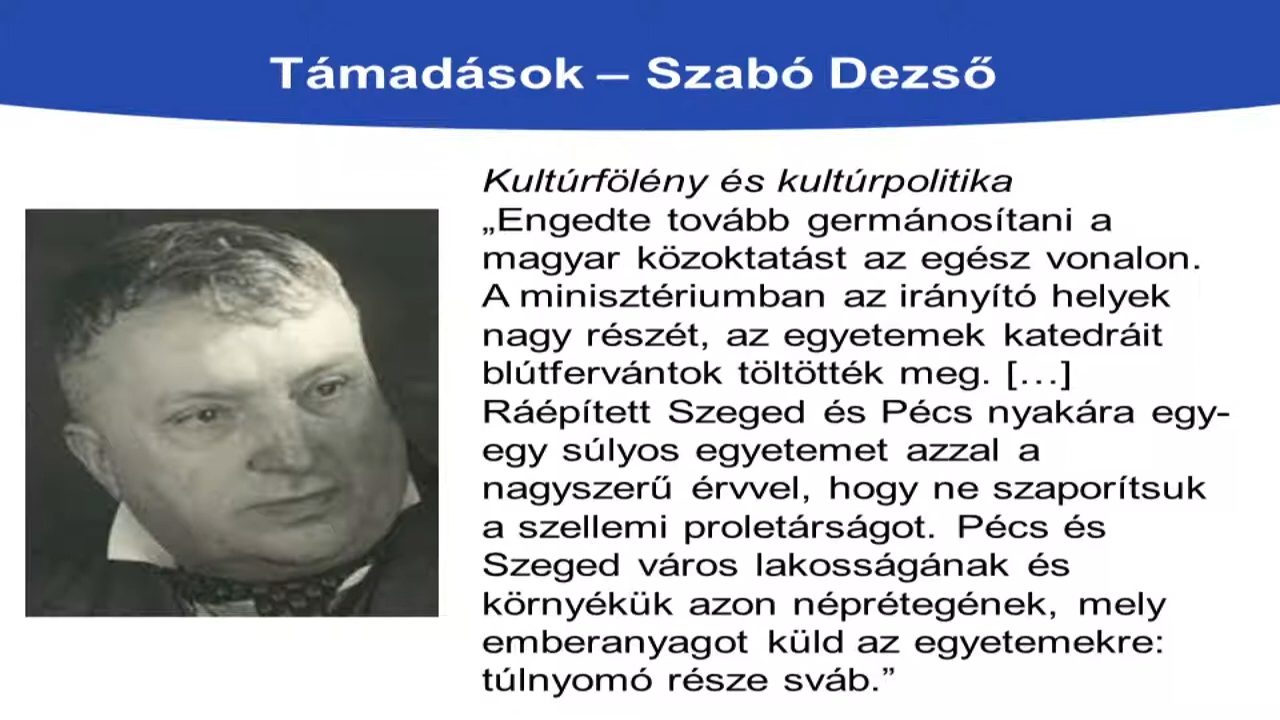 Támadások – Szabó Dezső
Kultúrfölény és kultúrpolitika
„Engedte tovább germánosítani a
magyar közoktatást az egész vonalon.
A minisztériumban az irányító helyek
nagy részét, az egyetemek katedráit
blútfervántok töltötték meg. […]
Ráépített Szeged és Pécs nyakára egy-
egy súlyos egyetemet azzal a
nagyszerű érvvel, hogy ne szaporítsuk
a szellemi proletárságot. Pécs és
Szeged város lakosságának és
környékük azon néprétegének, mely
emberanyagot küld az egyetemekre:
túlnyomó része sváb.”